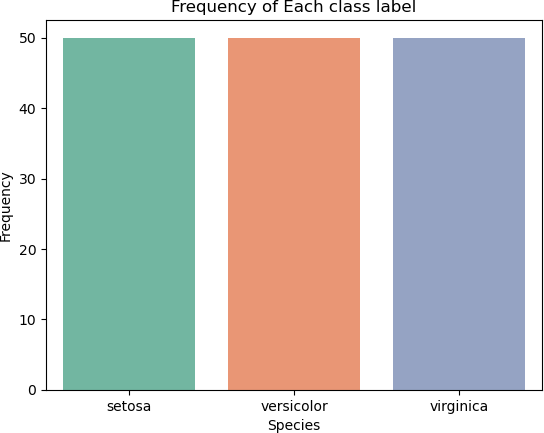 Frequency of Each class label
50
40
30
20
10
0
Frequency
setosa versicolor virginica
Species